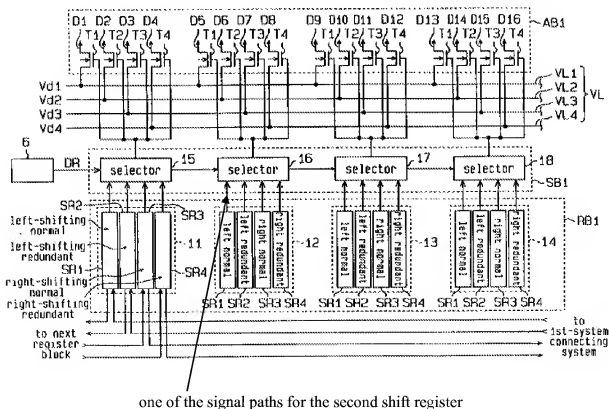 D1 D2 D3 D4 D5 D6 D7 D8 D9 D10 D11 D12 D13 D14 D15 D16
T1 T2 T3 T4 T1 T2 T3 T4 T1 T2 T3 T4 T1 T2 T3 T4
AB1
Vd1 VL1
Vd2 VL2
VL
Vd3 VL3
Vd4 VL4
6 DR selector 15 selector 16 selector 17 selector 18
SB1
SR2 SR3
left-shifting normal
left-shifting redundant
SR1 SR4
right-shifting normal
right-shifting redundant
11
left normal left redundant right normal right redundant 12
left normal left redundant right normal right redundant 13
left normal left redundant right normal right redundant 14
RB1
SR1 SR2 SR3 SR4 SR1 SR2 SR3 SR4 SR1 SR2 SR3 SR4
to next register block
to 1st-system connecting system
one of the signal paths for the second shift register